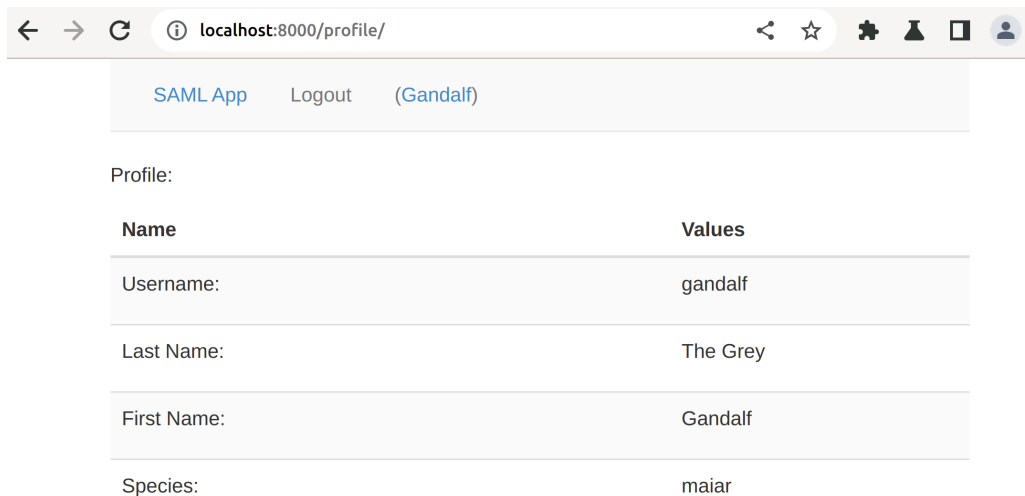 localhost:8000/profile/
SAML App Logout (Gandalf)
Profile:
Name Values
Username: gandalf
Last Name: The Grey
First Name: Gandalf
Species: maiar